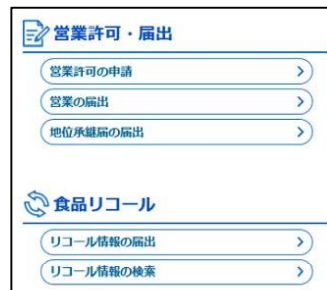 営業許可・届出
営業許可の申請
営業の届出
地位承継届の届出
食品リコール
リコール情報の届出
リコール情報の検索